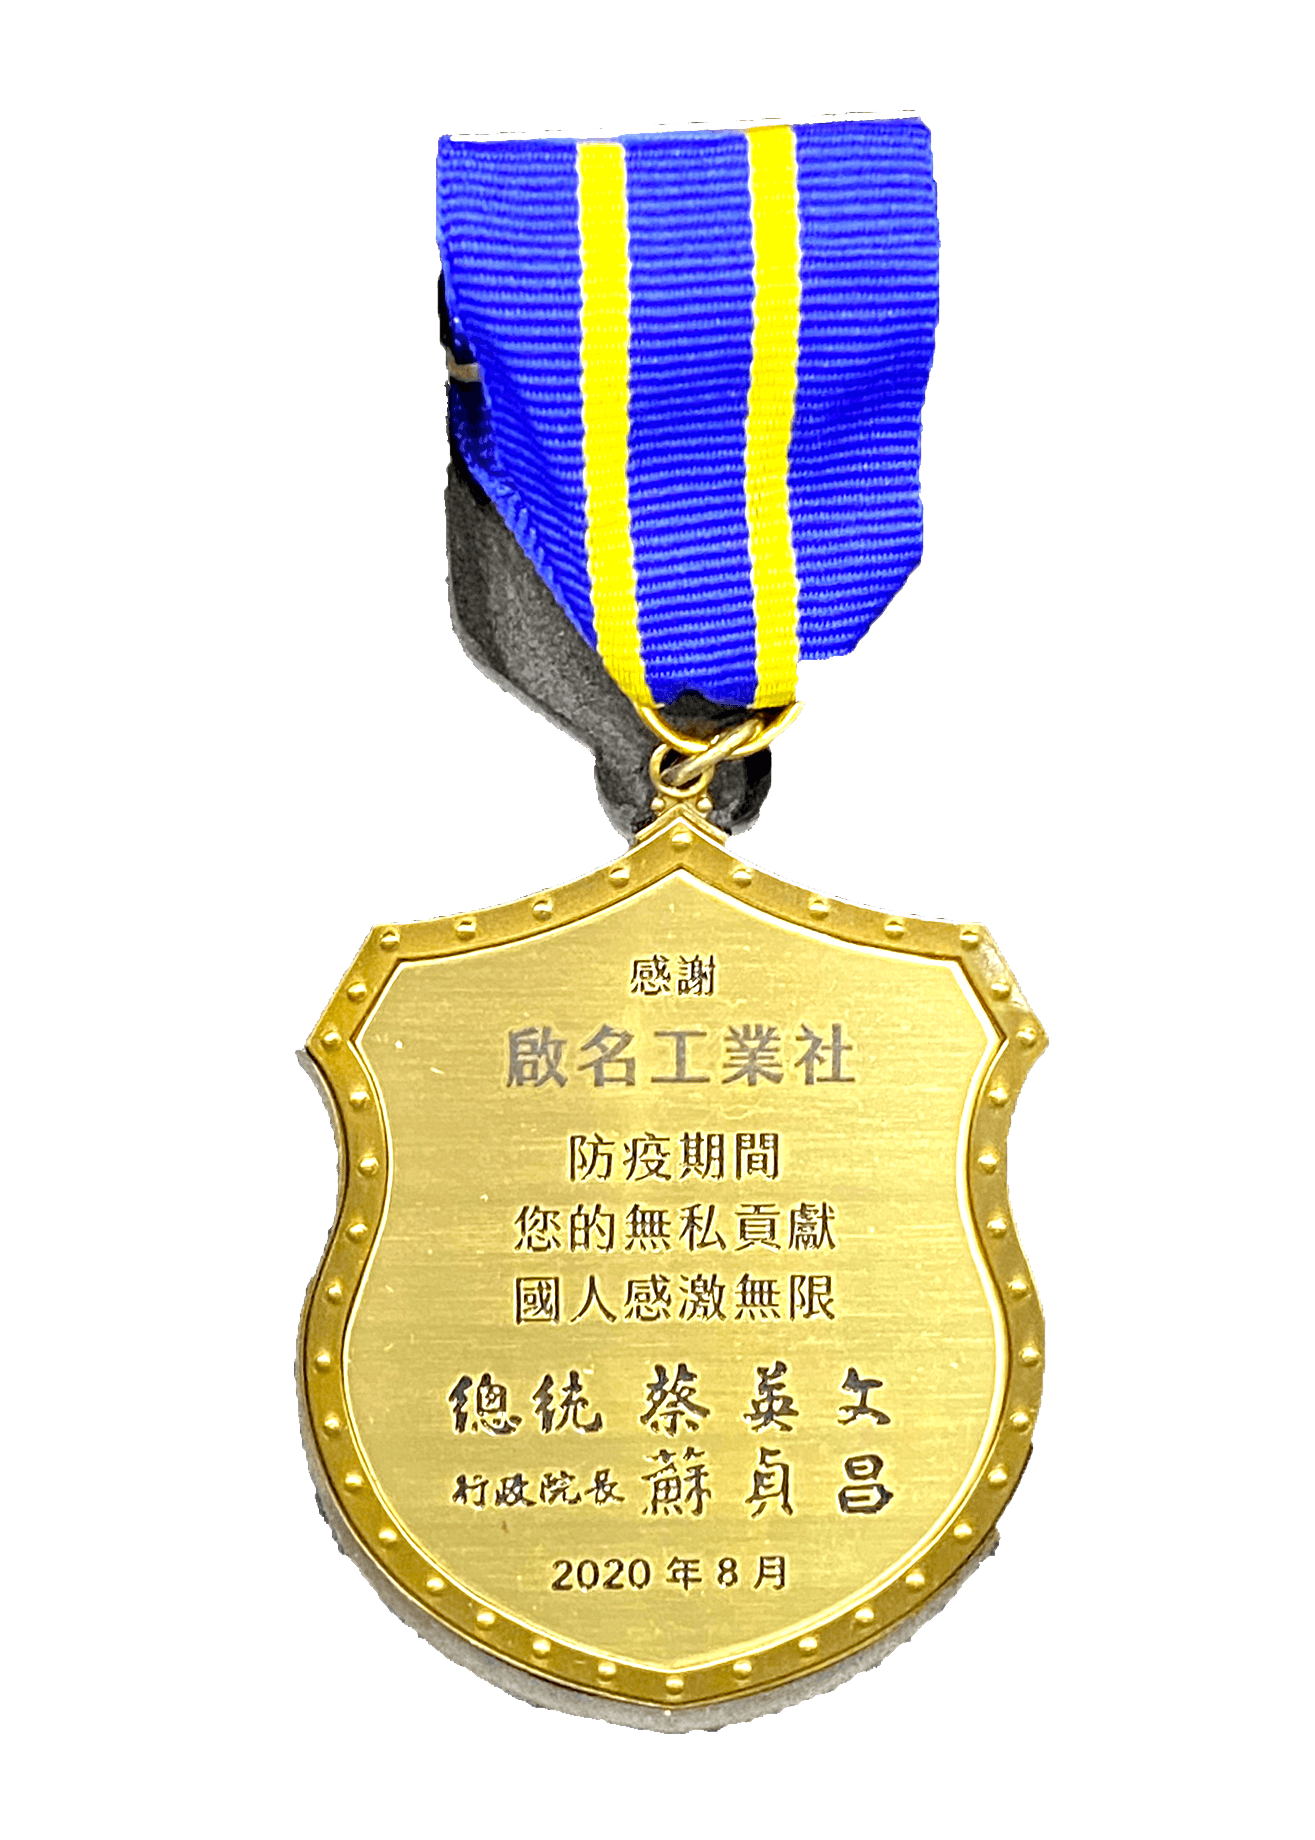 感謝
啟名工業社
防疫期間
您的無私貢獻
國人感激無限
總統 蔡英文
行政院長 蘇貞昌
2020 年 8 月